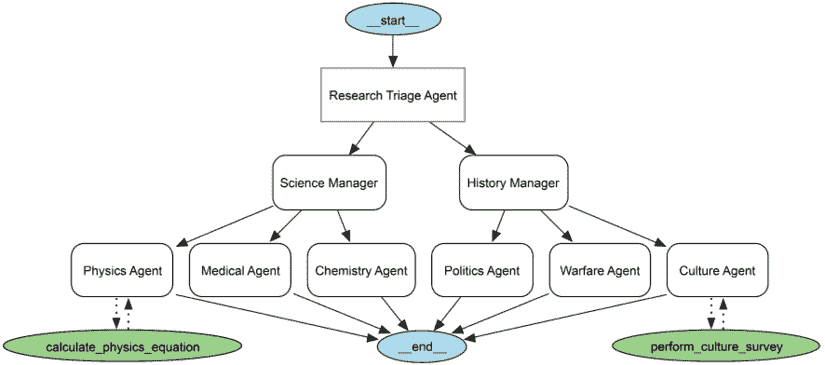 __start__
Research Triage Agent
Science Manager
History Manager
Physics Agent
Medical Agent
Chemistry Agent
Politics Agent
Warfare Agent
Culture Agent
calculate_physics_equation
__end__
perform_culture_survey